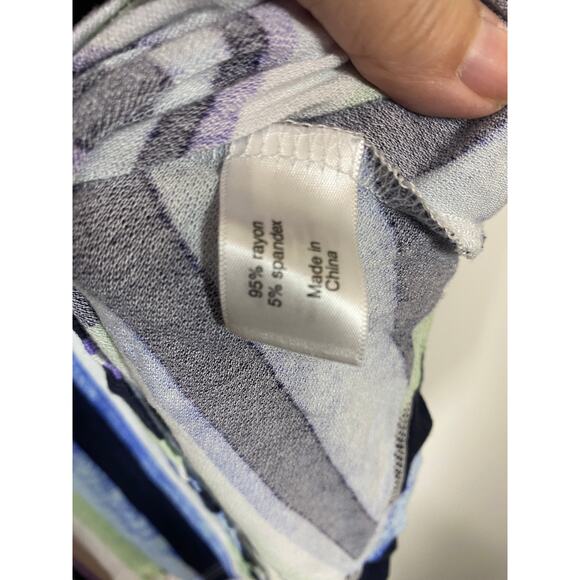 95% rayon
5% spandex
Made in
China